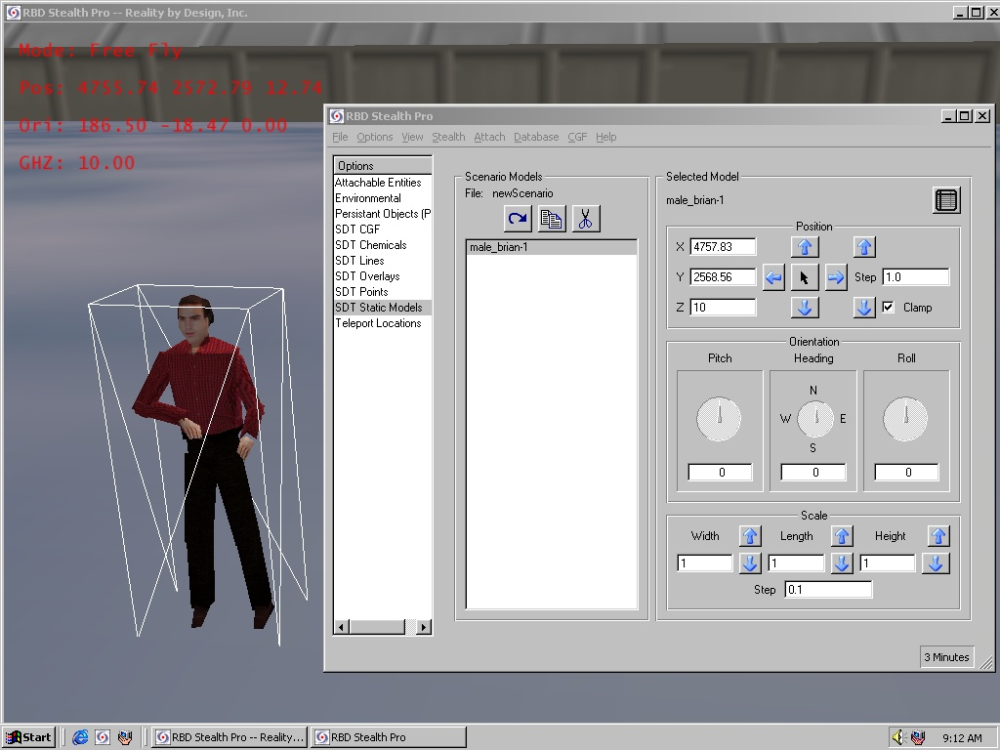 RBD Stealth Pro -- Reality by Design, Inc.
Mode: Free Fly
Pos: 4755.74 2572.79 12.74
Ori: 186.50 -18.47 0.00
GHZ: 10.00
RBD Stealth Pro
File Options View Stealth Attach Database CGF Help
Options
Attachable Entities
Environmental
Persistant Objects (P
SDT CGF
SDT Chemicals
SDT Lines
SDT Overlays
SDT Points
SDT Static Models
Teleport Locations
Scenario Models
File: newScenario
male_brian-1
Selected Model
male_brian-1
Position
X 4757.83
Y 2568.56 Step 1.0
Z 10 Clamp
Orientation
Pitch Heading Roll
N
W E
S
0 0 0
Scale
Width Length Height
1 1 1
Step 0.1
3 Minutes
Start RBD Stealth Pro -- Reality... RBD Stealth Pro 9:12 AM